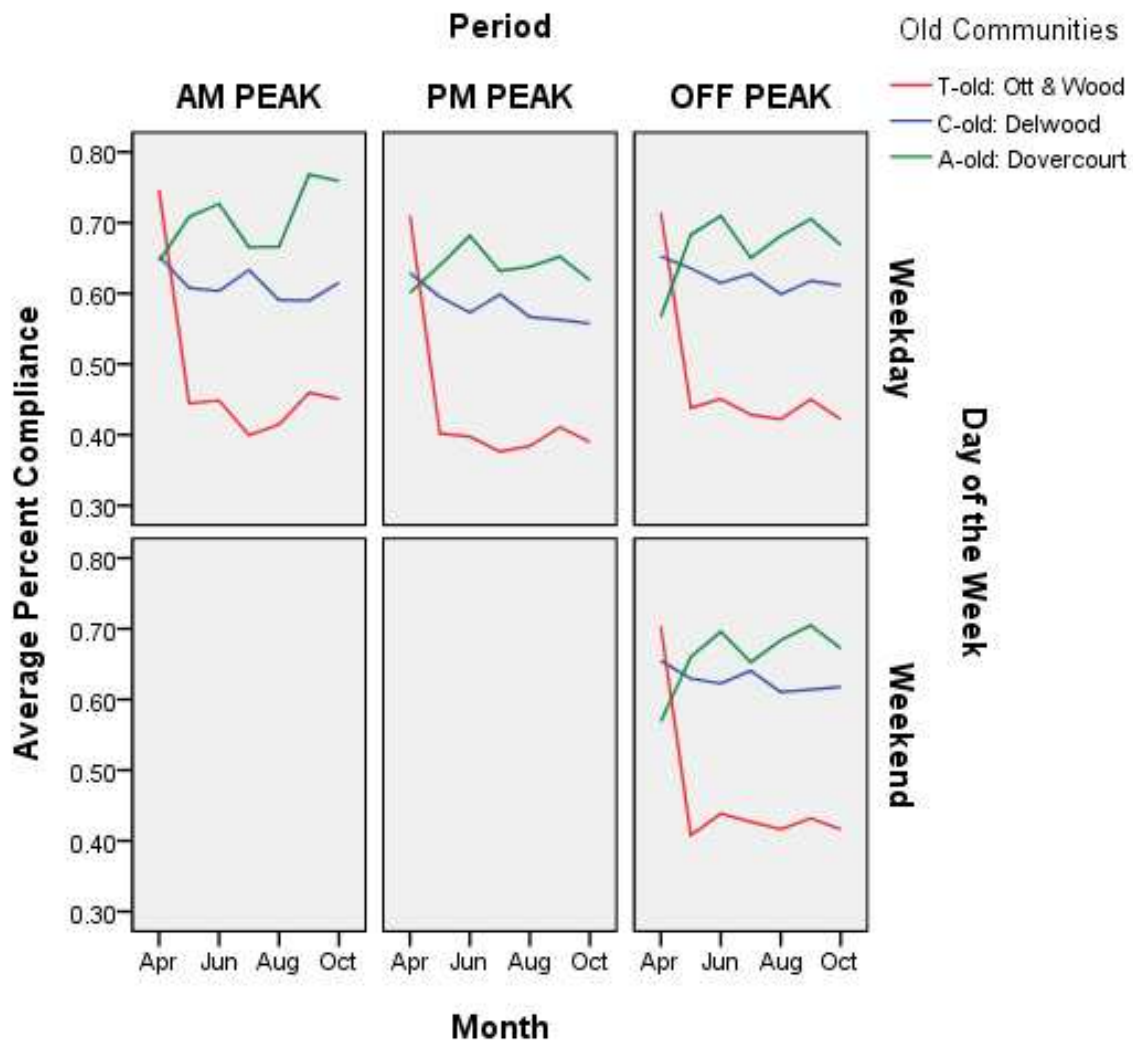 Period
Old Communities
T-old: Ott & Wood
C-old: Delwood
A-old: Dovercourt
AM PEAK
PM PEAK
OFF PEAK
Average Percent Compliance
0.80
0.70
0.60
0.50
0.40
0.30
Weekday
Day of the Week
0.80
0.70
0.60
0.50
0.40
0.30
Weekend
Apr Jun Aug Oct
Apr Jun Aug Oct
Apr Jun Aug Oct
Month